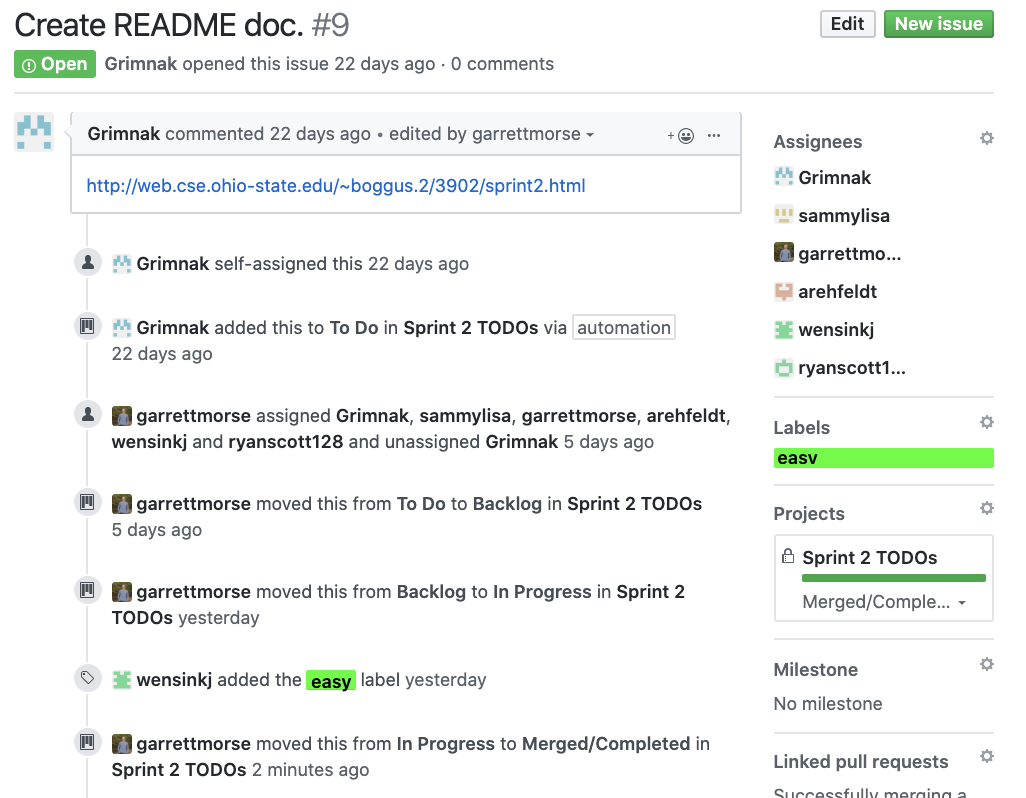 Create README doc. #9
Edit
New issue
Open
Grimnak opened this issue 22 days ago · 0 comments
Grimnak commented 22 days ago • edited by garrettmorse
http://web.cse.ohio-state.edu/~boggus.2/3902/sprint2.html
Grimnak self-assigned this 22 days ago
Grimnak added this to To Do in Sprint 2 TODOs via automation
22 days ago
garrettmorse assigned Grimnak, sammylisa, garrettmorse, arehfeldt,
wensinkj and ryanscott128 and unassigned Grimnak 5 days ago
garrettmorse moved this from To Do to Backlog in Sprint 2 TODOs
5 days ago
garrettmorse moved this from Backlog to In Progress in Sprint 2
TODOs yesterday
wensinkj added the easy label yesterday
garrettmorse moved this from In Progress to Merged/Completed in
Sprint 2 TODOs 2 minutes ago
Assignees
Grimnak
sammylisa
garrettmo...
arehfeldt
wensinkj
ryanscott1...
Labels
easy
Projects
Sprint 2 TODOs
Merged/Comple...
Milestone
No milestone
Linked pull requests
Successfully merging a